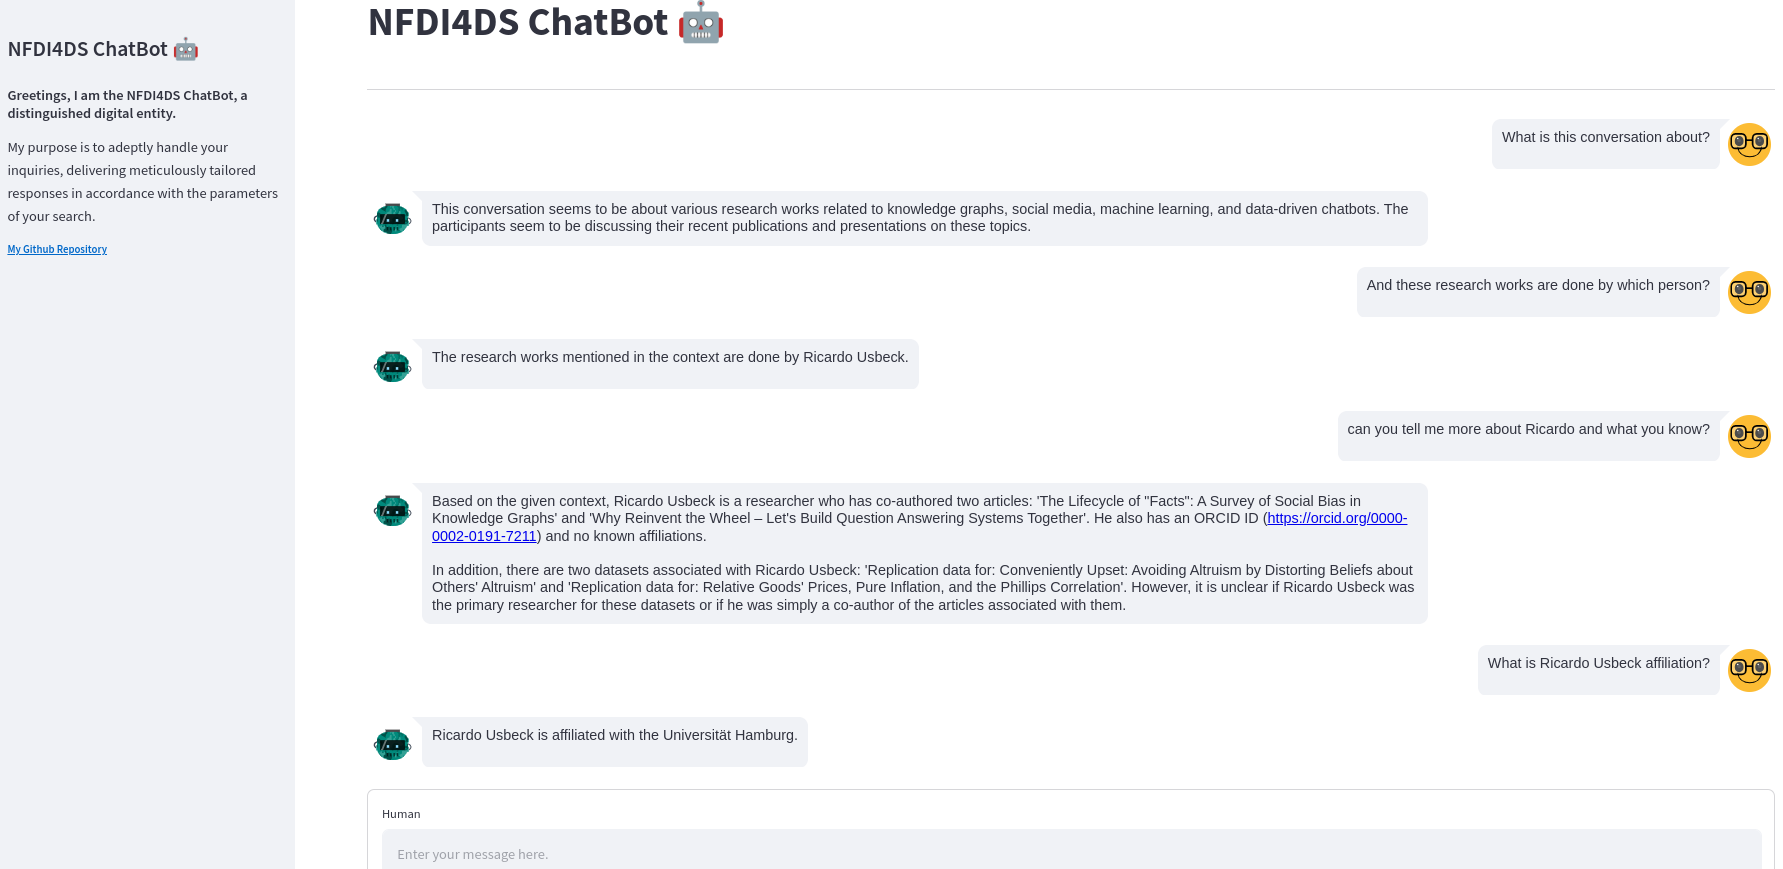 NFDI4DS ChatBot 🤖
Greetings, I am the NFDI4DS ChatBot, a
distinguished digital entity.
My purpose is to adeptly handle your
inquiries, delivering meticulously tailored
responses in accordance with the parameters
of your search.
My Github Repository
NFDI4DS ChatBot 🤖
What is this conversation about?
This conversation seems to be about various research works related to knowledge graphs, social media, machine learning, and data-driven chatbots. The
participants seem to be discussing their recent publications and presentations on these topics.
And these research works are done by which person?
The research works mentioned in the context are done by Ricardo Usbeck.
can you tell me more about Ricardo and what you know?
Based on the given context, Ricardo Usbeck is a researcher who has co-authored two articles: 'The Lifecycle of "Facts": A Survey of Social Bias in
Knowledge Graphs' and 'Why Reinvent the Wheel – Let's Build Question Answering Systems Together'. He also has an ORCID ID (https://orcid.org/0000-
0002-0191-7211) and no known affiliations.
In addition, there are two datasets associated with Ricardo Usbeck: 'Replication data for: Conveniently Upset: Avoiding Altruism by Distorting Beliefs about
Others' Altruism' and 'Replication data for: Relative Goods' Prices, Pure Inflation, and the Phillips Correlation'. However, it is unclear if Ricardo Usbeck was
the primary researcher for these datasets or if he was simply a co-author of the articles associated with them.
What is Ricardo Usbeck affiliation?
Ricardo Usbeck is affiliated with the Universität Hamburg.
Human
Enter your message here.